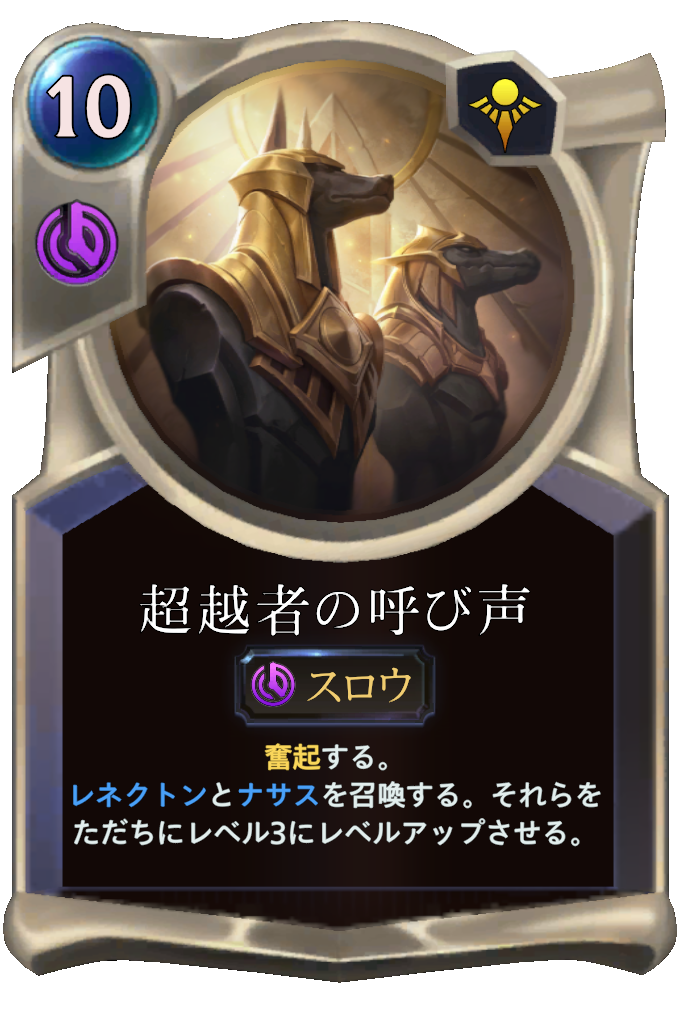 10
超越者の呼び声
スロウ
奮起する。
レネクトンとナサスを召喚する。それらを
ただちにレベル3にレベルアップさせる。